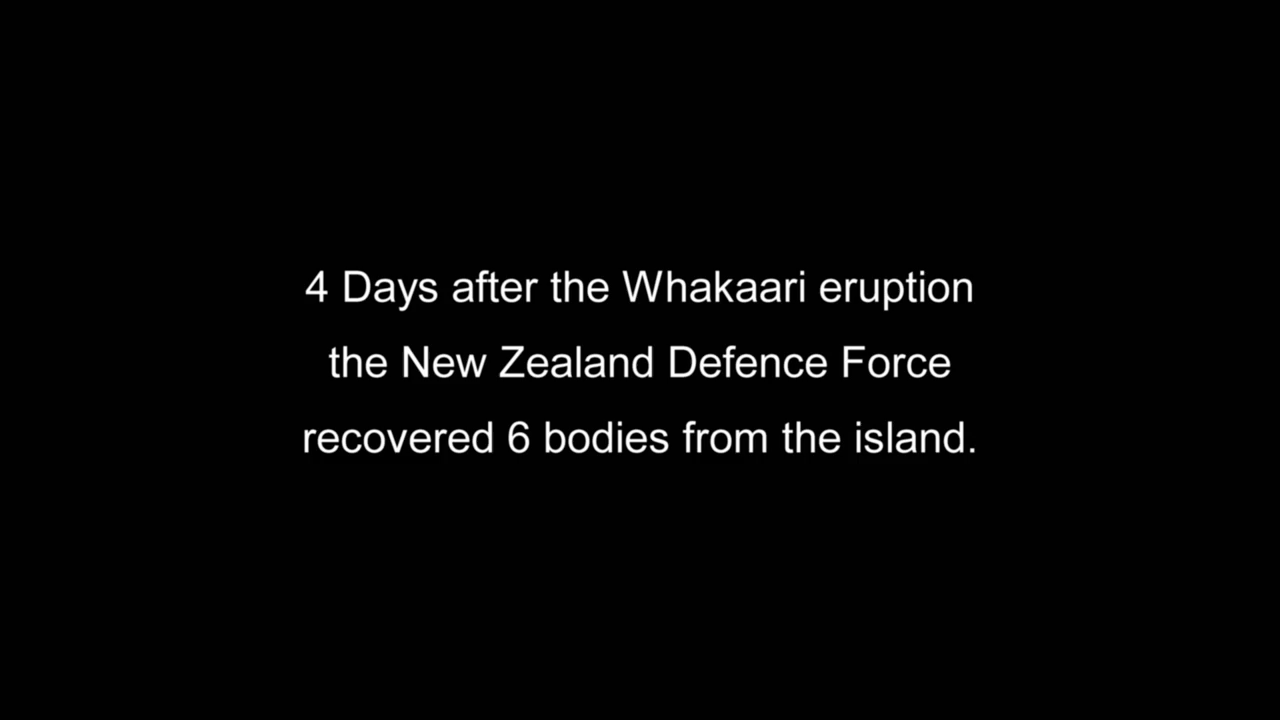 4 Days after the Whakaari eruption
the New Zealand Defence Force
recovered 6 bodies from the island.